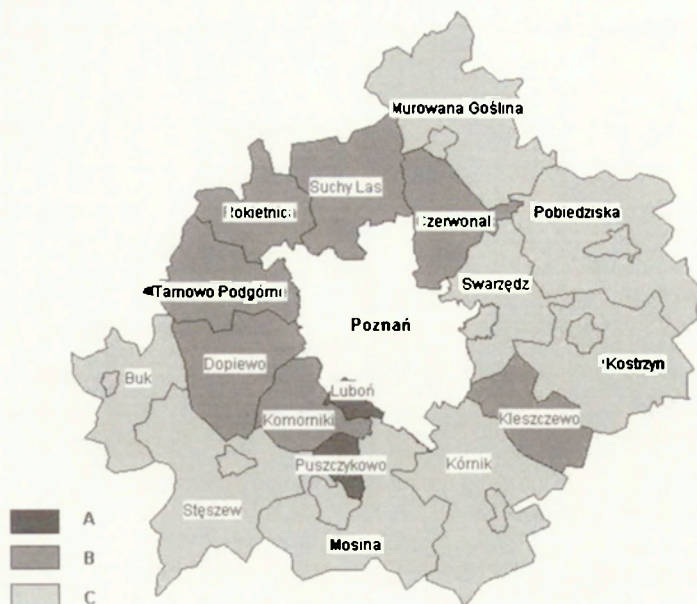 Murowana Goślina
Suchy Las
Rokietnica
Czerwonak
Pobiedziska
Tarnowo Podgórne
Swarzędz
Poznań
Dopiewo
Buk
Luboń
Kostrzyn
Komorniki
Kleszczewo
Puszczykowo
Kórnik
Stęszew
Mosina
A
B
C